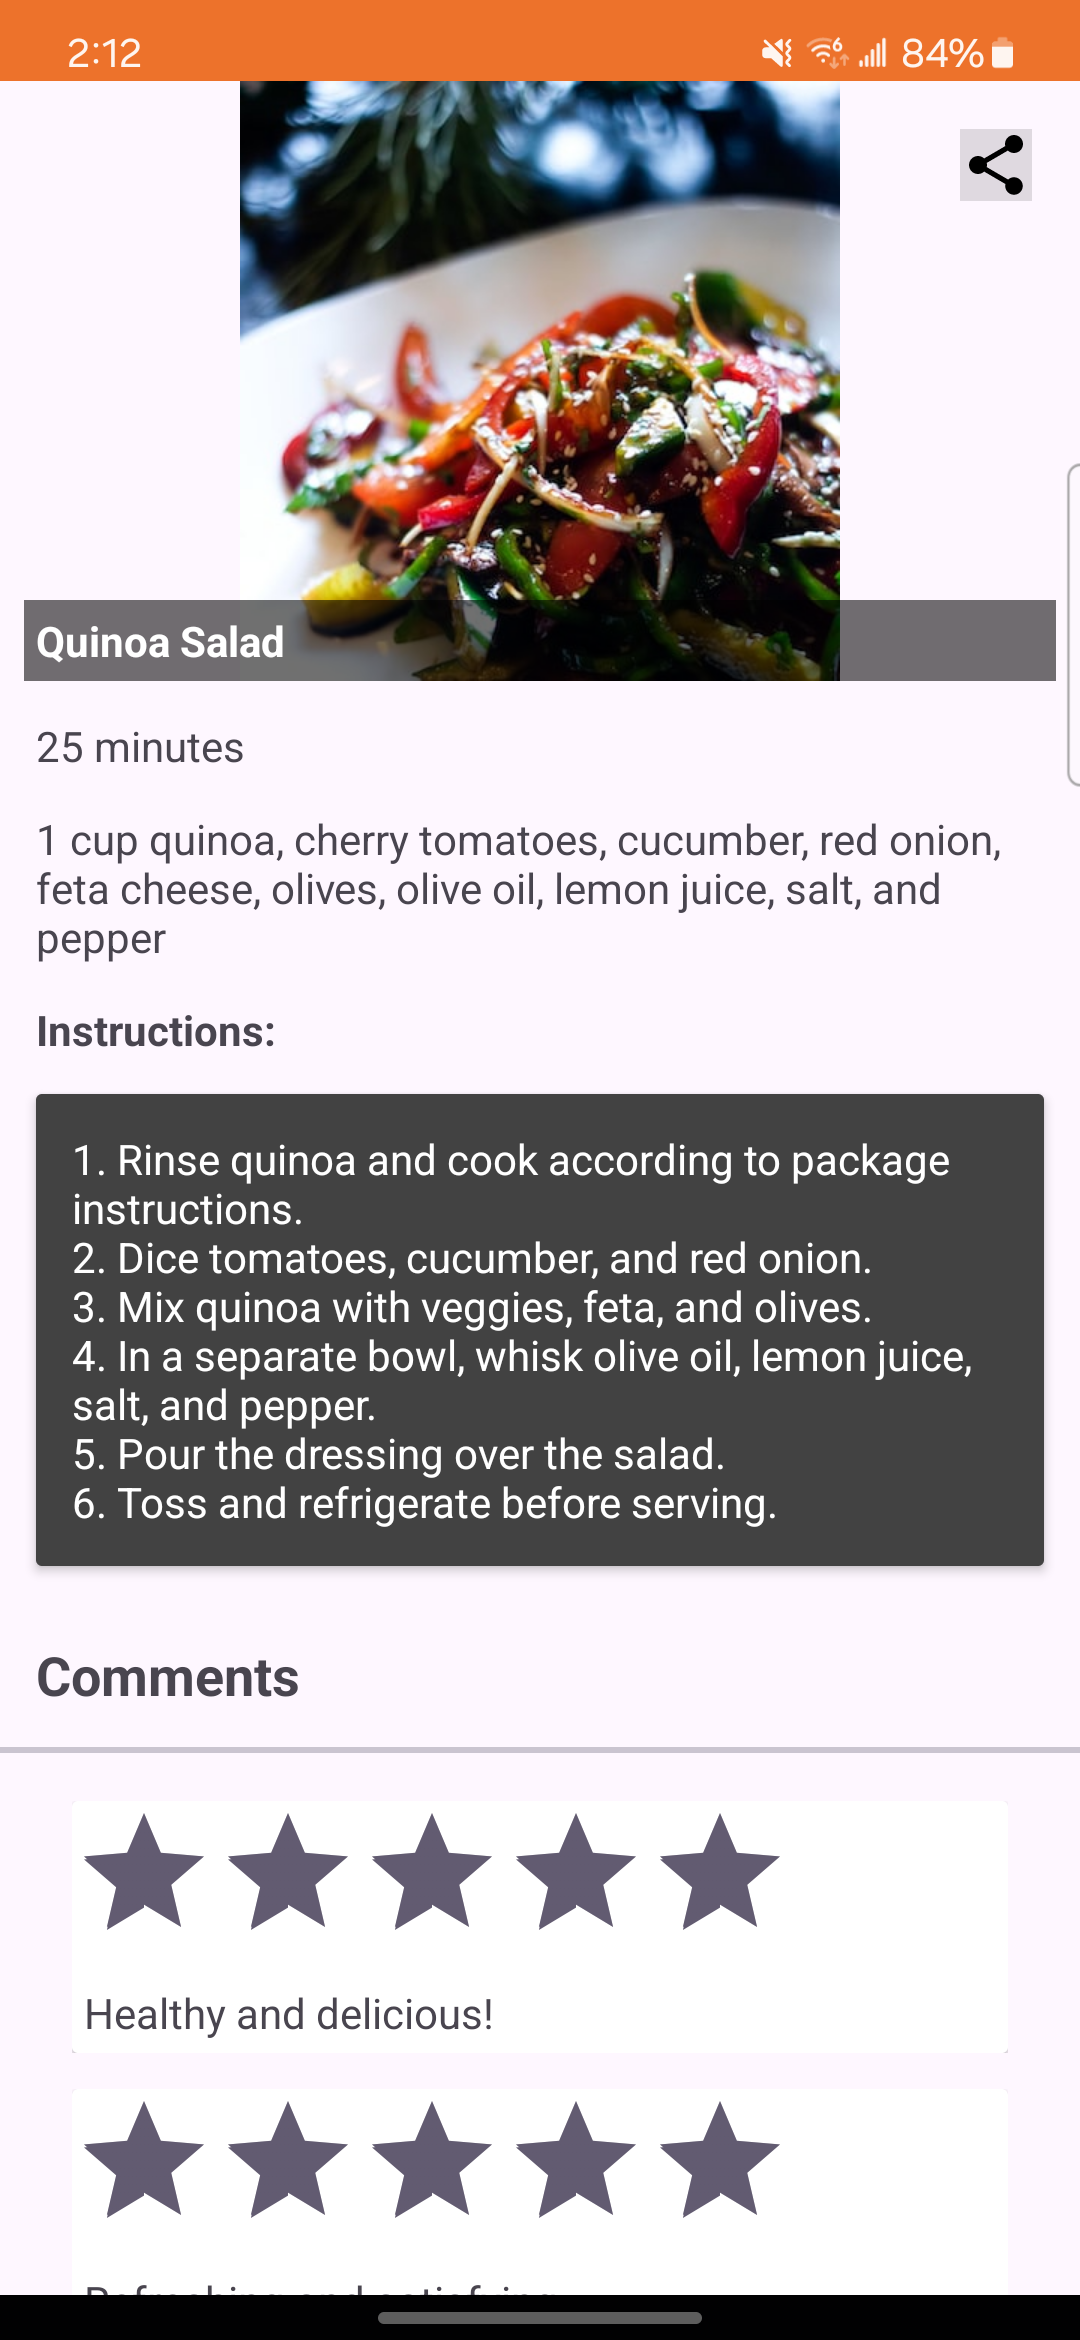 2:12
84%
Quinoa Salad
25 minutes
1 cup quinoa, cherry tomatoes, cucumber, red onion,
feta cheese, olives, olive oil, lemon juice, salt, and
pepper
Instructions:
1. Rinse quinoa and cook according to package
instructions.
2. Dice tomatoes, cucumber, and red onion.
3. Mix quinoa with veggies, feta, and olives.
4. In a separate bowl, whisk olive oil, lemon juice,
salt, and pepper.
5. Pour the dressing over the salad.
6. Toss and refrigerate before serving.
Comments
Healthy and delicious!